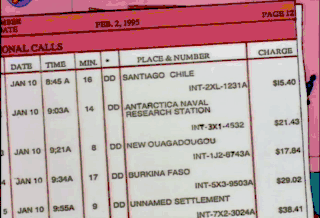 MBER
DATE FEB. 2, 1995 PAGE 12
ONAL CALLS
DATE TIME MIN. * PLACE & NUMBER CHARGE
JAN 10 8:45 A 16 DD SANTIAGO CHILE
INT-2XL-1231A $15.40
JAN 10 9:03A 14 DD ANTARCTICA NAVAL
RESEARCH STATION
INT-3X1-4532 $21.43
JAN 10 9;21A 8 DD NEW OUAGADOUGOU
INT-1J2-8743A $17.84
JAN 10 9:34A 17 DD BURKINA FASO
INT-5X3-9503A $29.02
JAN 10 9:55A 9 DD UNNAMED SETTLEMENT
INT-7X2-3024A $38.41